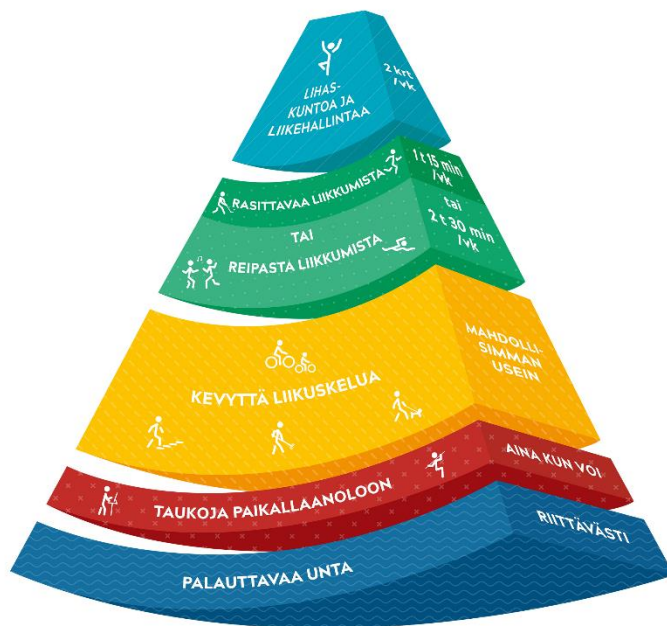 LIHAS-
KUNTOA JA
LIIKEHALLINTAA
2 krt
/vk
RASITTAVAA LIIKKUMISTA
1 t 15 min
/vk
TAI
REIPASTA LIIKKUMISTA
tai
2 t 30 min
/vk
KEVYTTÄ LIIKUSKELUA
MAHDOLLI-
SIMMAN
USEIN
TAUKOJA PAIKALLAANOLOON
AINA KUN VOI
PALAUTTAVAA UNTA
RIITTÄVÄSTI